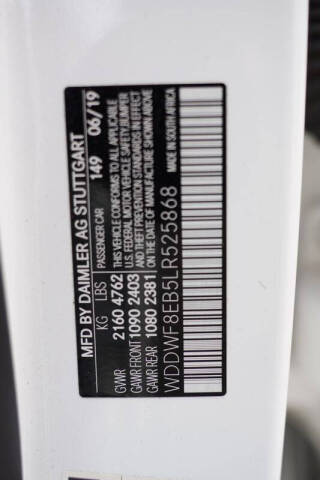 MFD BY DAIMLER AG STUTTGART
KG LBS PASSENGER CAR 149 06/19
GVWR 2160 4762 THIS VEHICLE CONFORMS TO ALL APPLICABLE
GAWR FRONT 1090 2403 U.S. FEDERAL MOTOR VEHICLE SAFETY, BUMPER
GAWR REAR 1080 2381 AND THEFT PREVENTION STANDARDS IN EFFECT
ON THE DATE OF MANUFACTURE SHOWN ABOVE
WDDWF8EB5LR525868 MADE IN SOUTH AFRICA